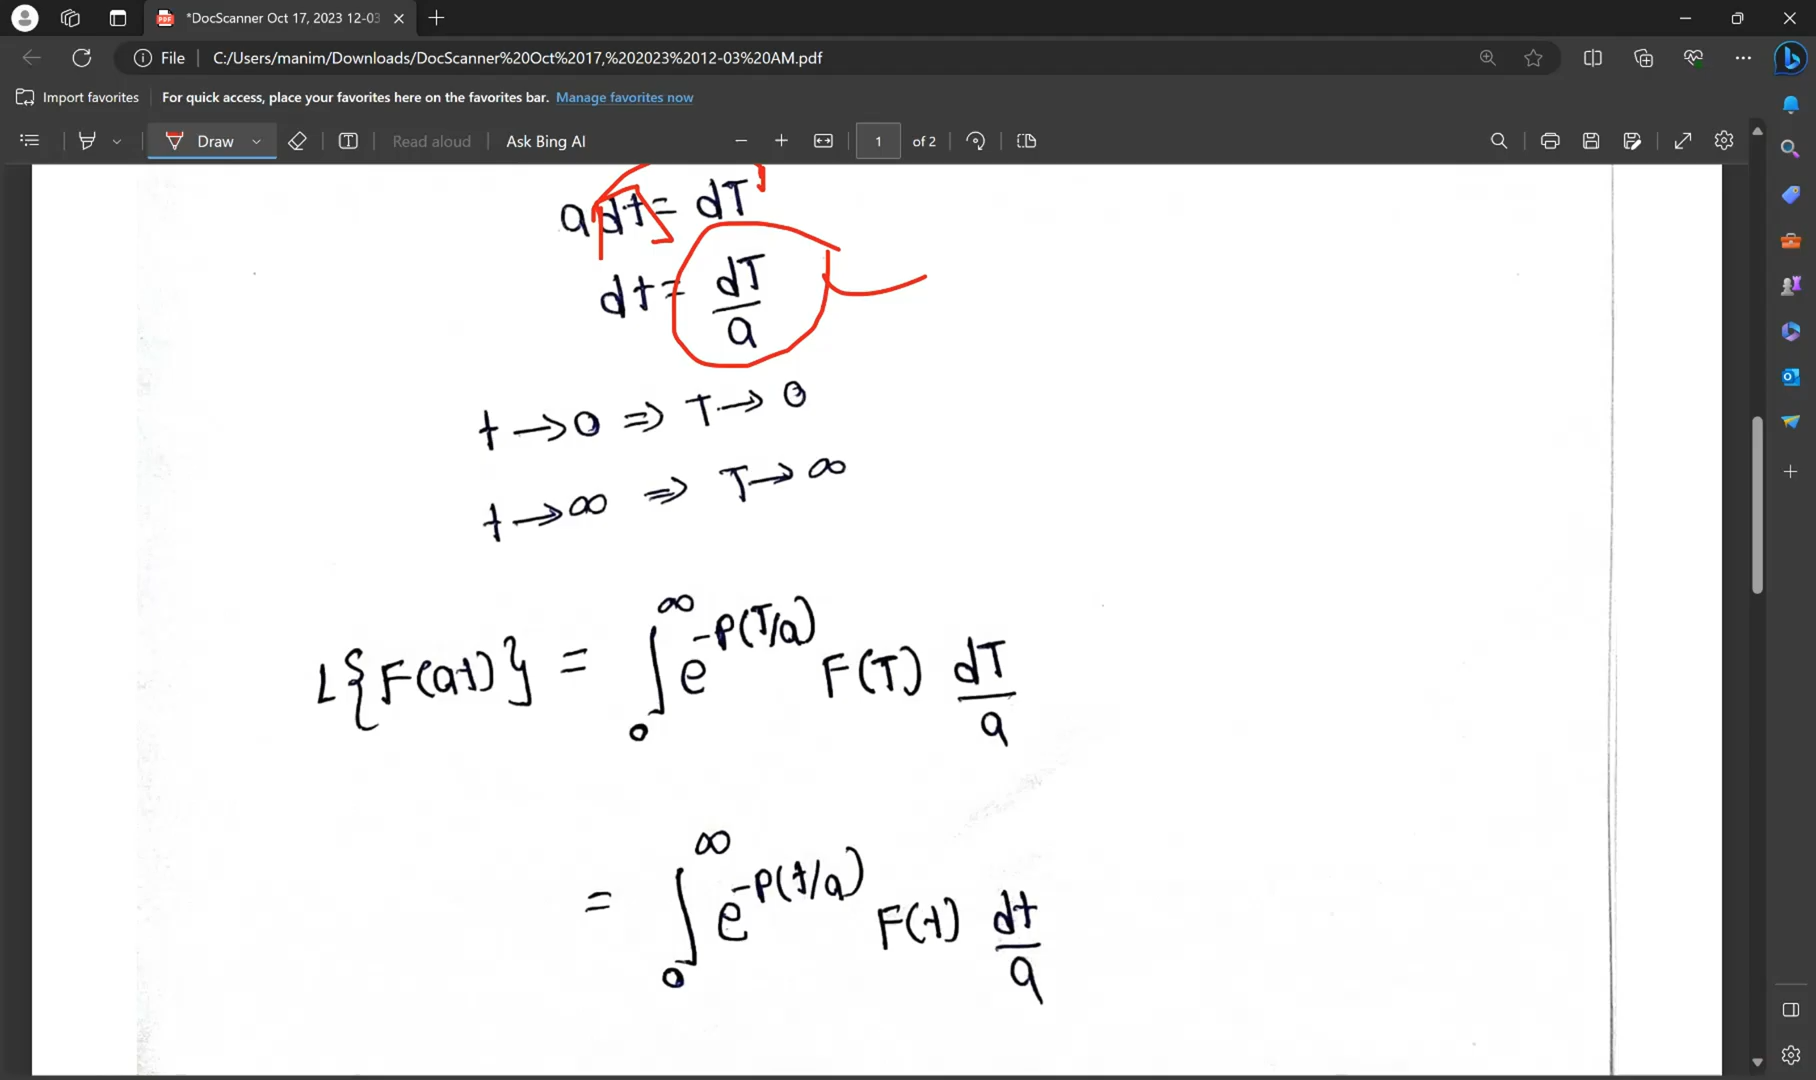 *DocScanner Oct 17, 2023 12-03
File C:/Users/manim/Downloads/DocScanner%20Oct%2017,%202023%2012-03%20AM.pdf
Import favorites For quick access, place your favorites here on the favorites bar. Manage favorites now
Draw Read aloud Ask Bing AI 1 of 2
a dt = dT
dt = dT/a
t → 0 ⇒ T → 0
t → ∞ ⇒ T → ∞
L{F(at)} = ∫₀^∞ e^{-P(T/a)} F(T) dT/a
= ∫₀^∞ e^{-P(t/a)} F(t) dt/a